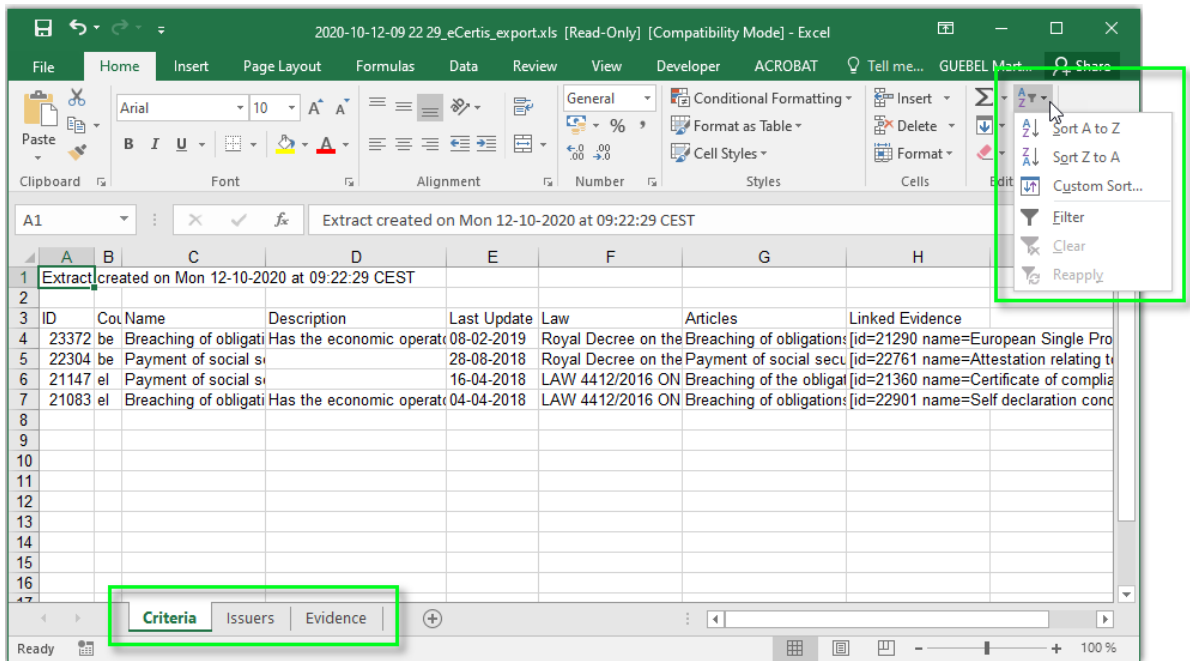 2020-10-12-09 22 29_eCertis_export.xls [Read-Only] [Compatibility Mode] - Excel
File Home Insert Page Layout Formulas Data Review View Developer ACROBAT Tell me... GUEBEL Mart... Share
Paste
Arial 10 A A
B I U A
General
% ,
Conditional Formatting
Format as Table
Cell Styles
Insert
Delete
Format
Σ
Sort A to Z
Sort Z to A
Custom Sort...
Filter
Clear
Reapply
Clipboard Font Alignment Number Styles Cells Edit
A1 fx Extract created on Mon 12-10-2020 at 09:22:29 CEST
A B C D E F G H
1 Extract created on Mon 12-10-2020 at 09:22:29 CEST
2
3 ID Cou Name Description Last Update Law Articles Linked Evidence
4 23372 be Breaching of obligati Has the economic operato 08-02-2019 Royal Decree on the Breaching of obligations [id=21290 name=European Single Pro
5 22304 be Payment of social se 28-08-2018 Royal Decree on the Payment of social secu [id=22761 name=Attestation relating to
6 21147 el Payment of social se 16-04-2018 LAW 4412/2016 ON Breaching of the obligat [id=21360 name=Certificate of complia
7 21083 el Breaching of obligati Has the economic operato 04-04-2018 LAW 4412/2016 ON Breaching of obligations [id=22901 name=Self declaration conc
8
9
10
11
12
13
14
15
16
17
Criteria Issuers Evidence
Ready 100 %